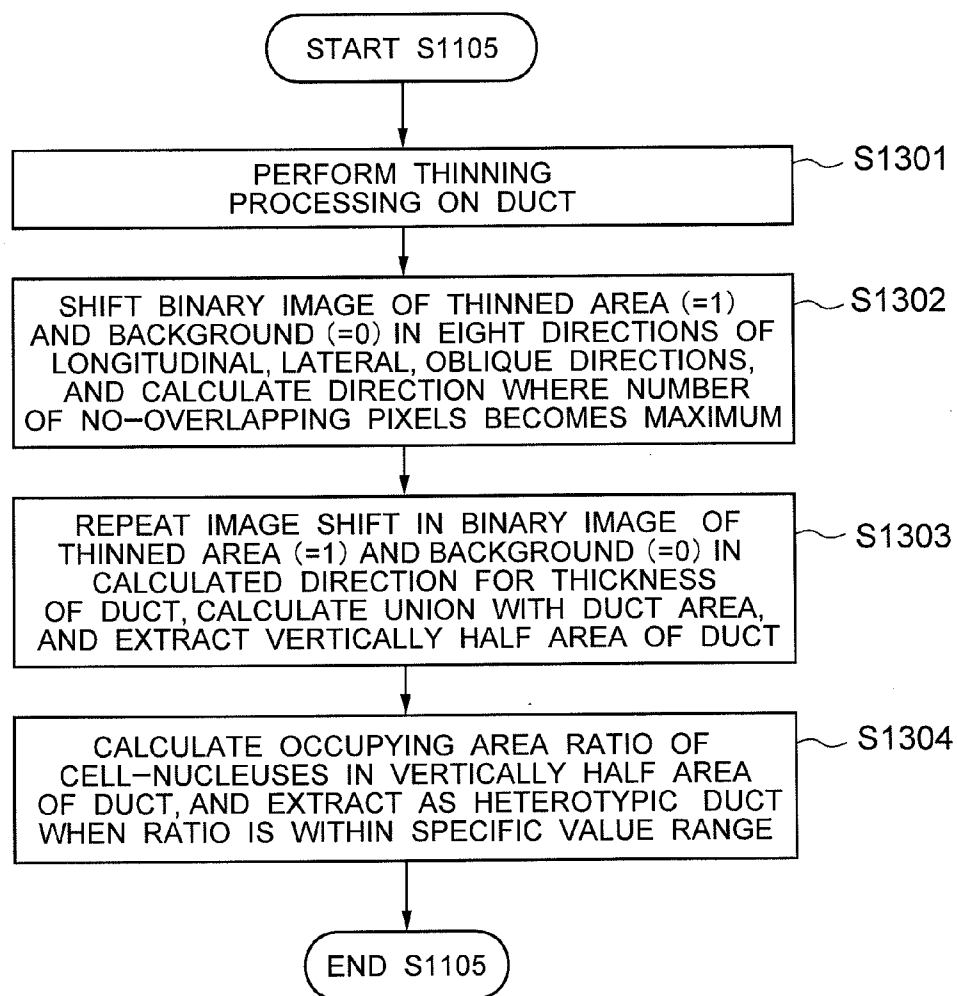 START S1105
S1301
PERFORM THINNING
PROCESSING ON DUCT
S1302
SHIFT BINARY IMAGE OF THINNED AREA (=1)
AND BACKGROUND (=0) IN EIGHT DIRECTIONS OF
LONGITUDINAL, LATERAL, OBLIQUE DIRECTIONS,
AND CALCULATE DIRECTION WHERE NUMBER
OF NO-OVERLAPPING PIXELS BECOMES MAXIMUM
S1303
REPEAT IMAGE SHIFT IN BINARY IMAGE OF
THINNED AREA (=1) AND BACKGROUND (=0) IN
CALCULATED DIRECTION FOR THICKNESS
OF DUCT, CALCULATE UNION WITH DUCT AREA,
AND EXTRACT VERTICALLY HALF AREA OF DUCT
S1304
CALCULATE OCCUPYING AREA RATIO OF
CELL-NUCLEUSES IN VERTICALLY HALF AREA
OF DUCT, AND EXTRACT AS HETEROTYPIC DUCT
WHEN RATIO IS WITHIN SPECIFIC VALUE RANGE
END S1105